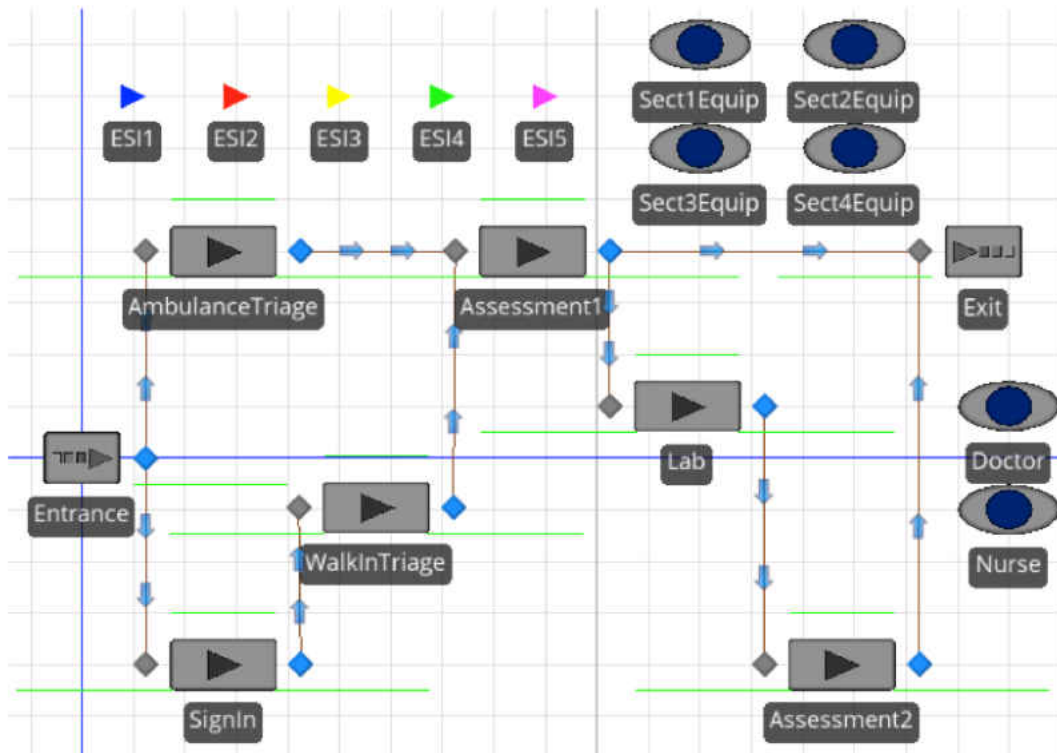 ESI1
ESI2
ESI3
ESI4
ESI5
Sect1Equip
Sect2Equip
Sect3Equip
Sect4Equip
AmbulanceTriage
Assessment1
Exit
Entrance
WalkInTriage
Lab
Doctor
Nurse
SignIn
Assessment2